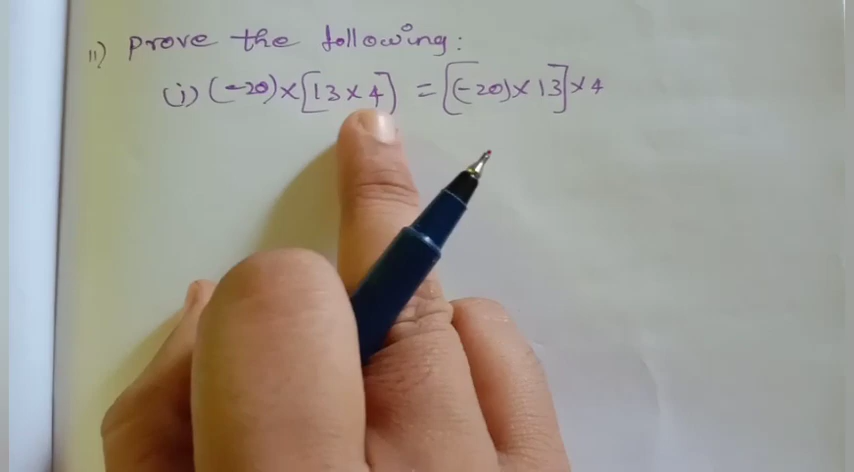 11) Prove the following:
(i) (-20)×[13×4] = [(-20)×13]×4